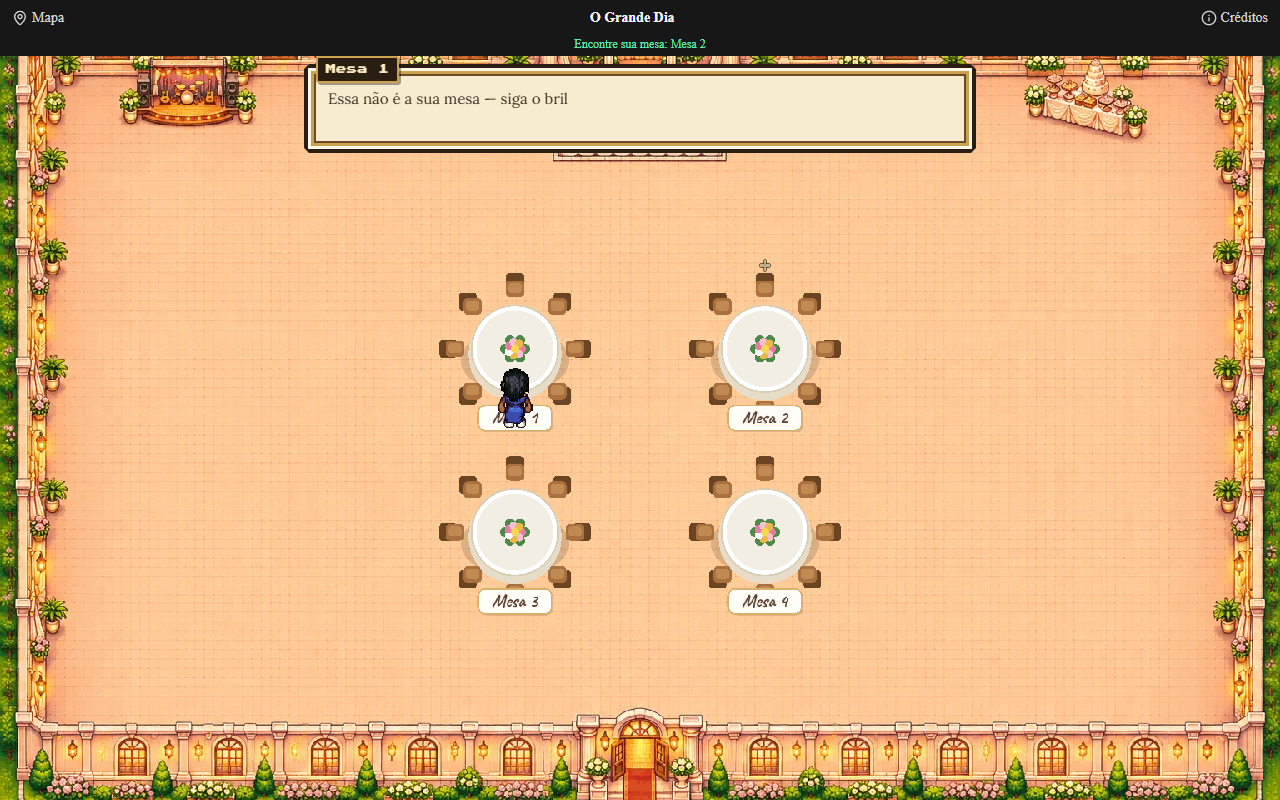 Mapa
O Grande Dia
Créditos
Encontre sua mesa: Mesa 2
Mesa 1
Essa não é a sua mesa — siga o bril
1
Mesa 2
Mesa 3
Mesa 4